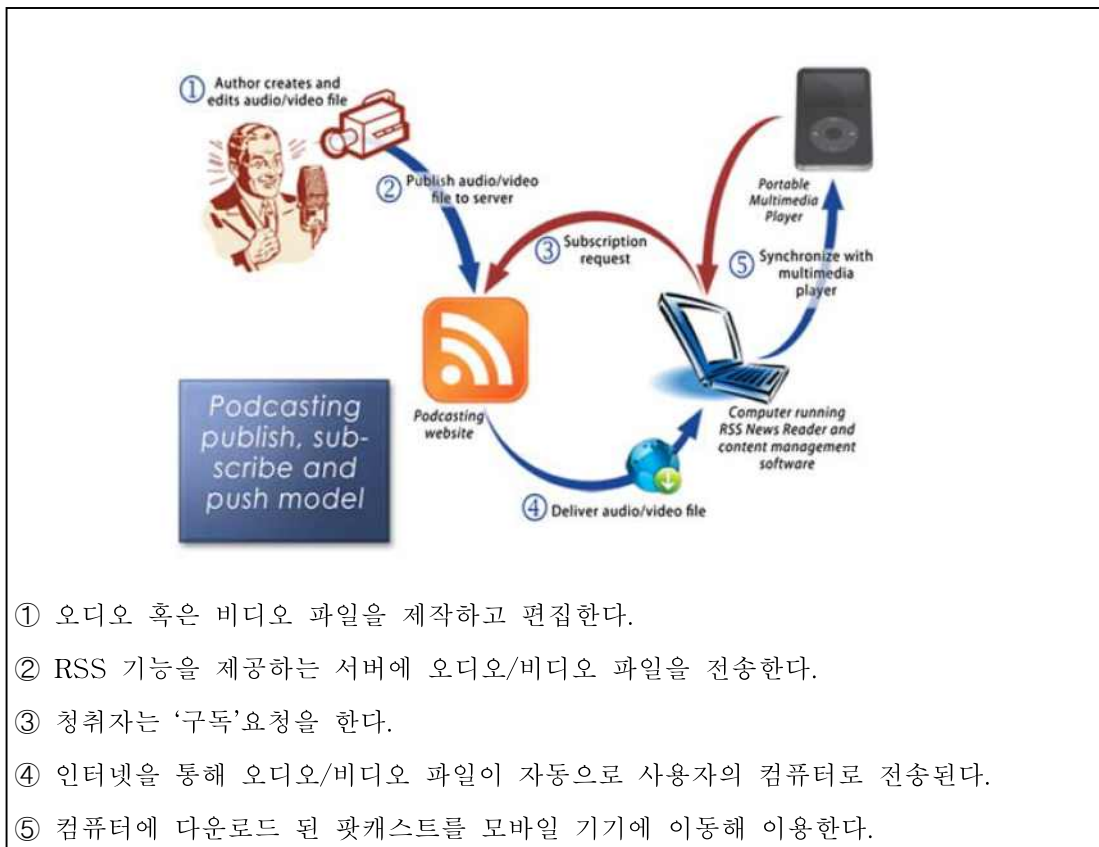 ① Author creates and
edits audio/video file
② Publish audio/video
file to server
③ Subscription
request
Portable
Multimedia
Player
⑤ Synchronize with
multimedia
player
Podcasting
website
Computer running
RSS News Reader and
content management
software
④ Deliver audio/video file
Podcasting
publish, sub-
scribe and
push model
① 오디오 혹은 비디오 파일을 제작하고 편집한다.
② RSS 기능을 제공하는 서버에 오디오/비디오 파일을 전송한다.
③ 청취자는 ‘구독’요청을 한다.
④ 인터넷을 통해 오디오/비디오 파일이 자동으로 사용자의 컴퓨터로 전송된다.
⑤ 컴퓨터에 다운로드 된 팟캐스트를 모바일 기기에 이동해 이용한다.